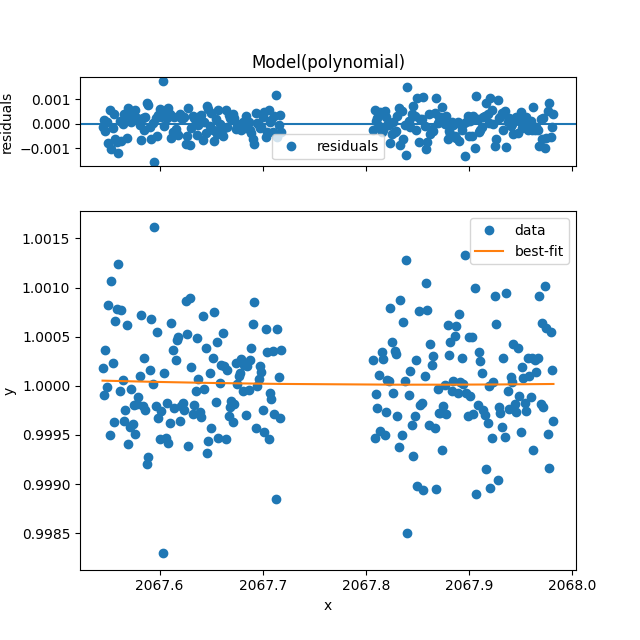 Model(polynomial)
residuals
0.001
0.000
−0.001
residuals
y
1.0015
1.0010
1.0005
1.0000
0.9995
0.9990
0.9985
data
best-fit
2067.6 2067.7 2067.8 2067.9 2068.0
x